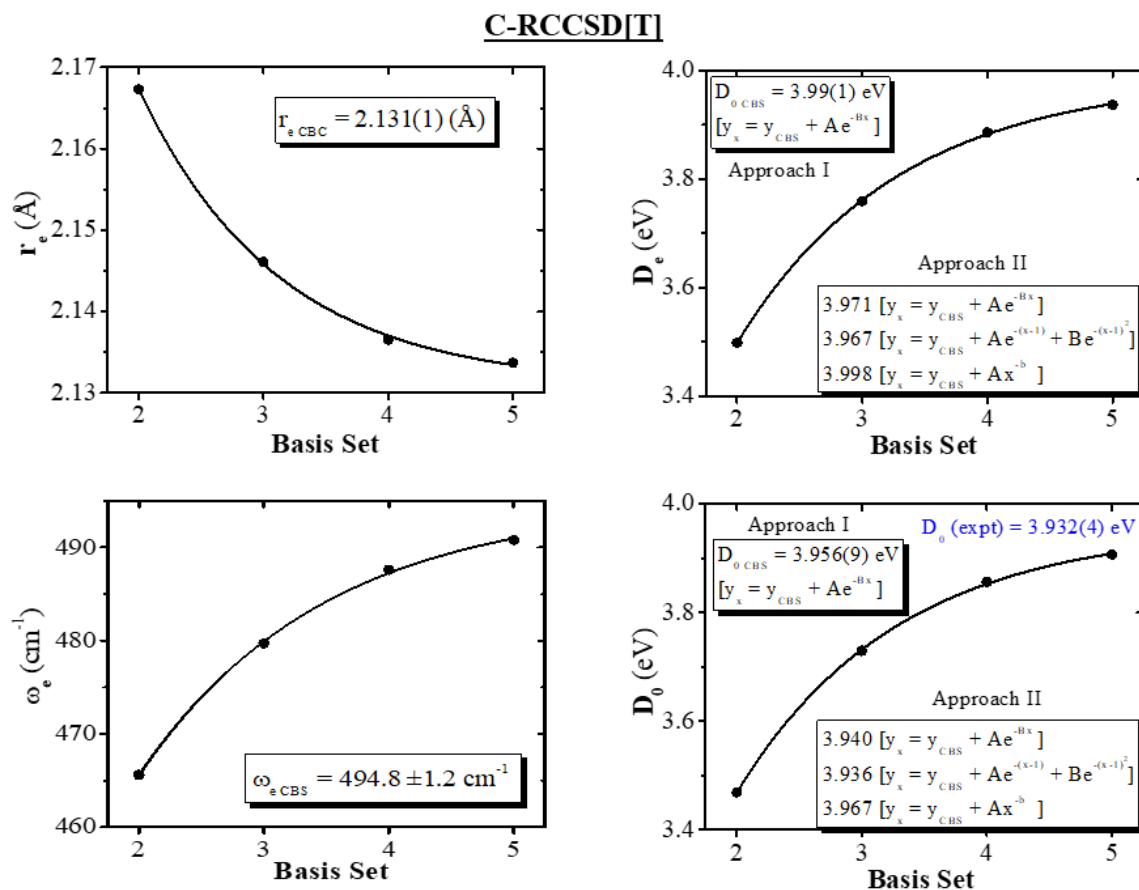 C-RCCSD[T]
2.17
2.16
2.15
2.14
2.13
r_e (Å)
r_e CBC = 2.131(1) (Å)
2 3 4 5
Basis Set
4.0
3.8
3.6
3.4
D_e (eV)
D_0 CBS = 3.99(1) eV
[y_x = y_CBS + Ae^-Bx]
Approach I
Approach II
3.971 [y_x = y_CBS + Ae^-Bx]
3.967 [y_x = y_CBS + Ae^-(x-1) + Be^-(x-1)^2]
3.998 [y_x = y_CBS + Ax^-b ]
2 3 4 5
Basis Set
490
480
470
460
ω_e (cm^-1)
ω_e CBS = 494.8 ±1.2 cm^-1
2 3 4 5
Basis Set
4.0
3.8
3.6
3.4
D_0 (eV)
Approach I
D_0 CBS = 3.956(9) eV
[y_x = y_CBS + Ae^-Bx ]
D_0 (expt) = 3.932(4) eV
Approach II
3.940 [y_x = y_CBS + Ae^-Bx]
3.936 [y_x = y_CBS + Ae^-(x-1) + Be^-(x-1)^2]
3.967 [y_x = y_CBS + Ax^-b ]
2 3 4 5
Basis Set